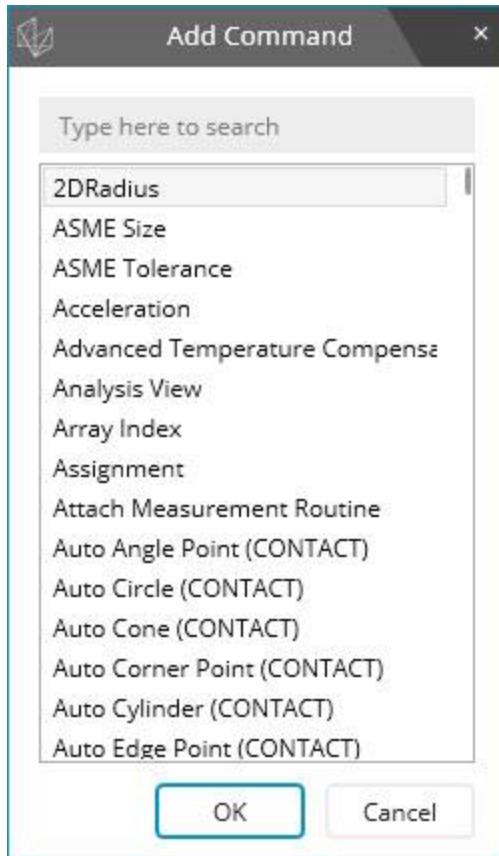 Add Command
Type here to search
2DRadius
ASME Size
ASME Tolerance
Acceleration
Advanced Temperature Compensa
Analysis View
Array Index
Assignment
Attach Measurement Routine
Auto Angle Point (CONTACT)
Auto Circle (CONTACT)
Auto Cone (CONTACT)
Auto Corner Point (CONTACT)
Auto Cylinder (CONTACT)
Auto Edge Point (CONTACT)
OK Cancel